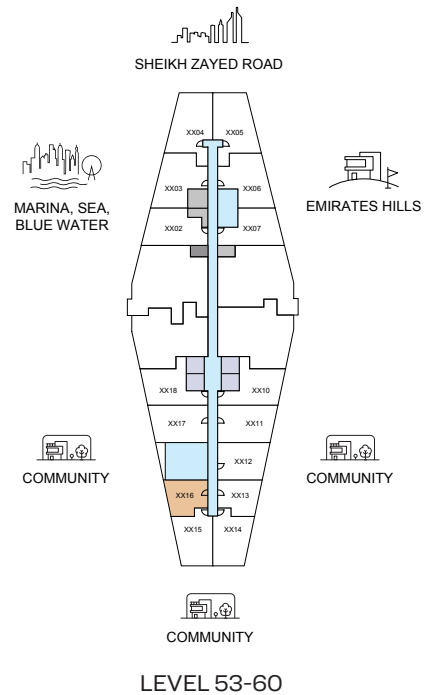 SHEIKH ZAYED ROAD
XX04
XX05
MARINA, SEA,
BLUE WATER
XX03
XX06
EMIRATES HILLS
XX02
XX07
XX18
XX10
XX17
XX11
COMMUNITY
XX12
COMMUNITY
XX16
XX13
XX15
XX14
COMMUNITY
LEVEL 53-60